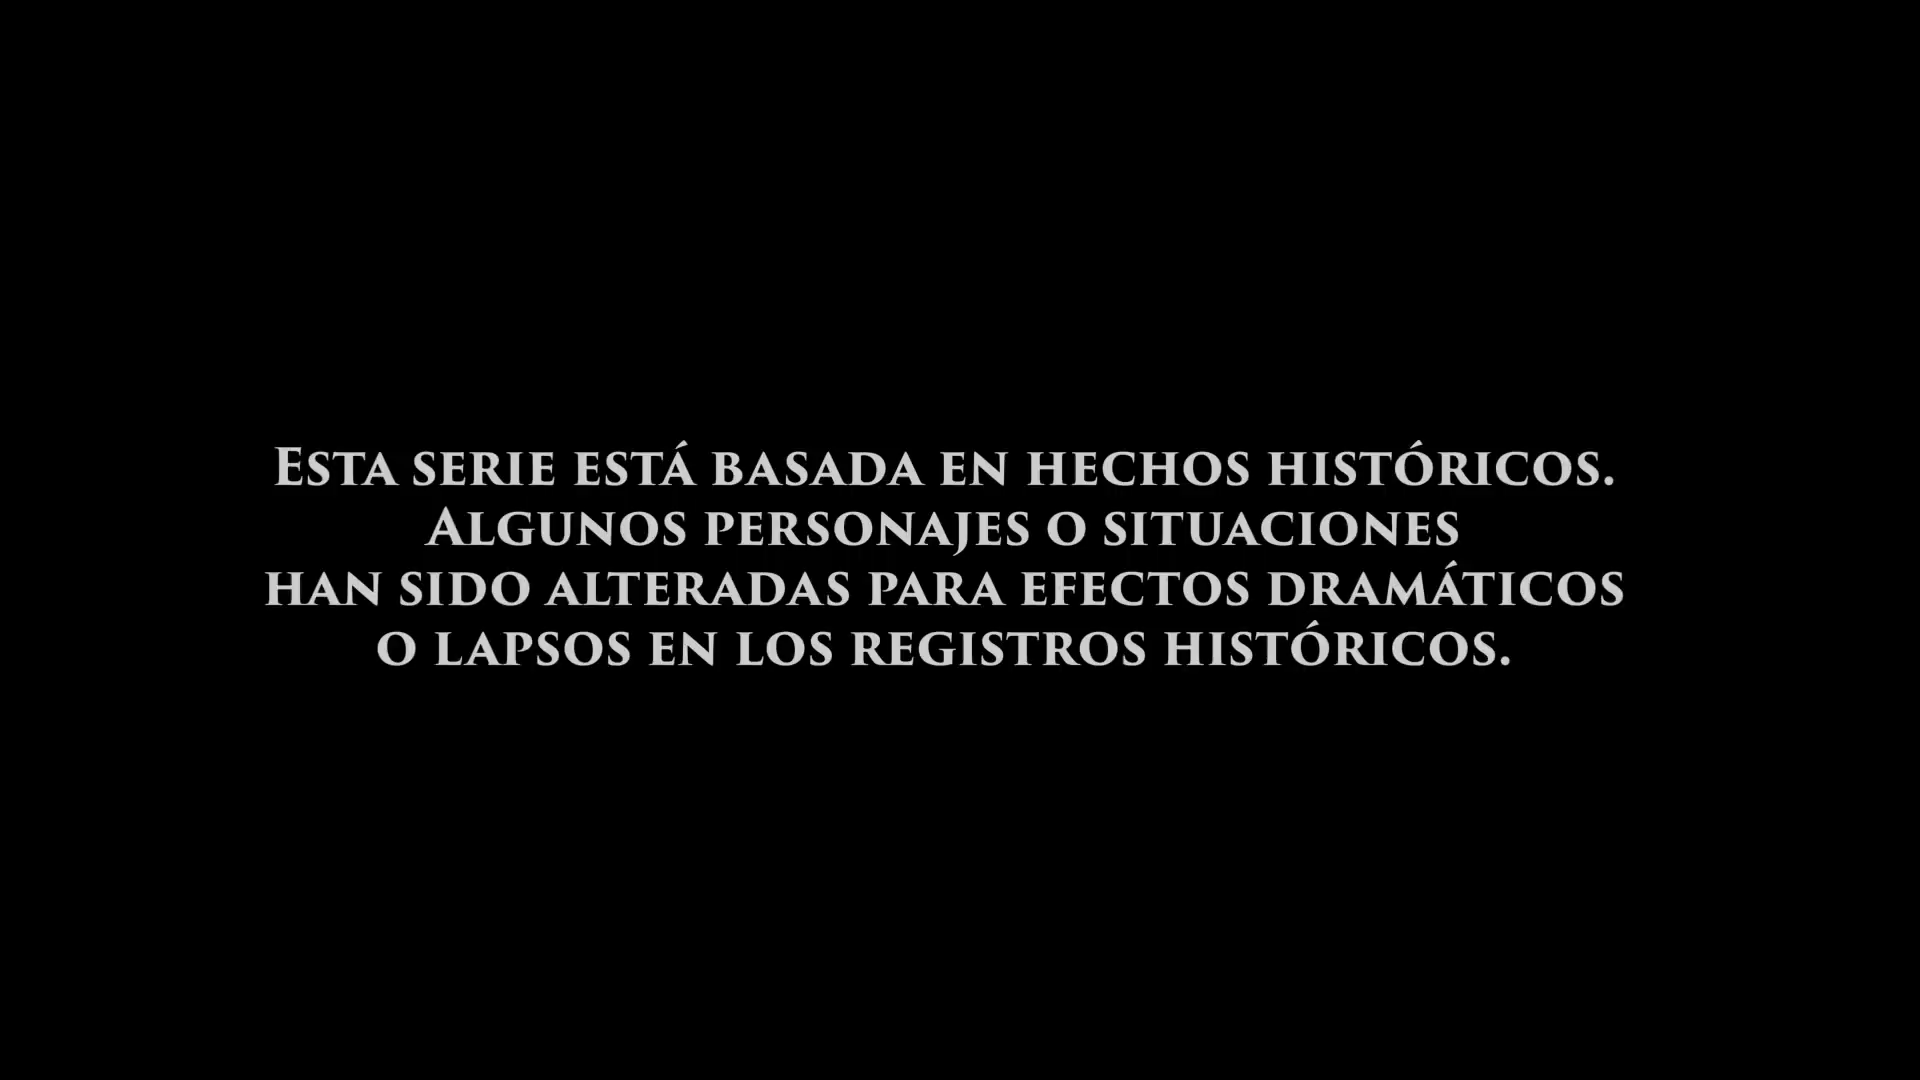 Esta serie está basada en hechos históricos.
Algunos personajes o situaciones
han sido alteradas para efectos dramáticos
o lapsos en los registros históricos.